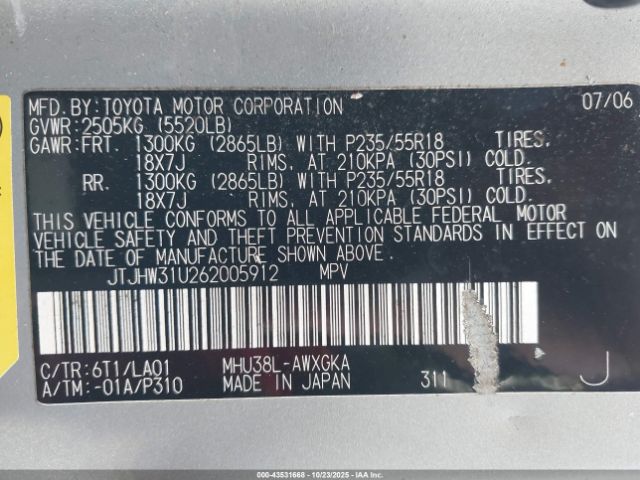 MFD.BY:TOYOTA MOTOR CORPORATION 07/06
GVWR:2505KG (5520LB)
GAWR:FRT. 1300KG (2865LB) WITH P235/55R18 TIRES,
18X7J RIMS, AT 210KPA (30PSI) COLD.
RR. 1300KG (2865LB) WITH P235/55R18 TIRES,
18X7J RIMS, AT 210KPA (30PSI) COLD.
THIS VEHICLE CONFORMS TO ALL APPLICABLE FEDERAL MOTOR
VEHICLE SAFETY AND THEFT PREVENTION STANDARDS IN EFFECT ON
THE DATE OF MANUFACTURE SHOWN ABOVE.
JTJHW31U262005912 MPV
C/TR:6T1/LA01 MHU38L-AWXGKA
A/TM:-01A/P310 MADE IN JAPAN 311 J
000-43531668 • 10/23/2025 • IAAI.COM